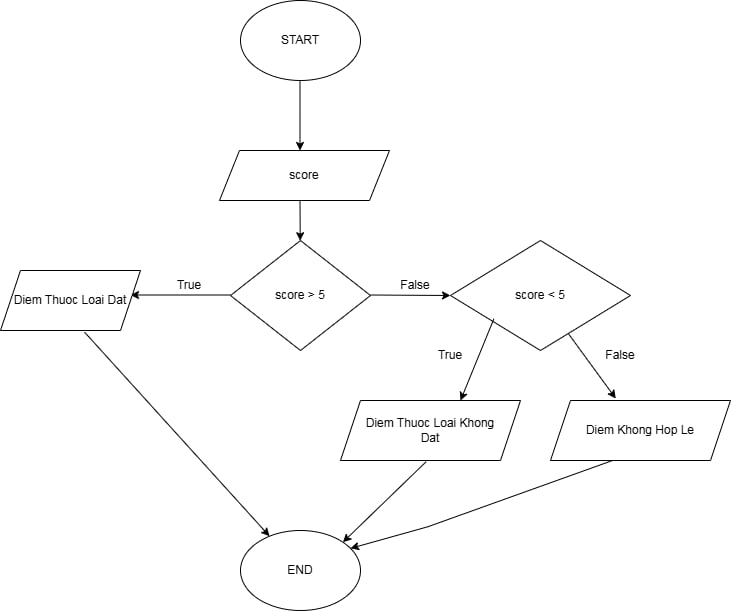 START
score
score > 5
True
False
Diem Thuoc Loai Dat
score < 5
True
False
Diem Thuoc Loai Khong
Dat
Diem Khong Hop Le
END